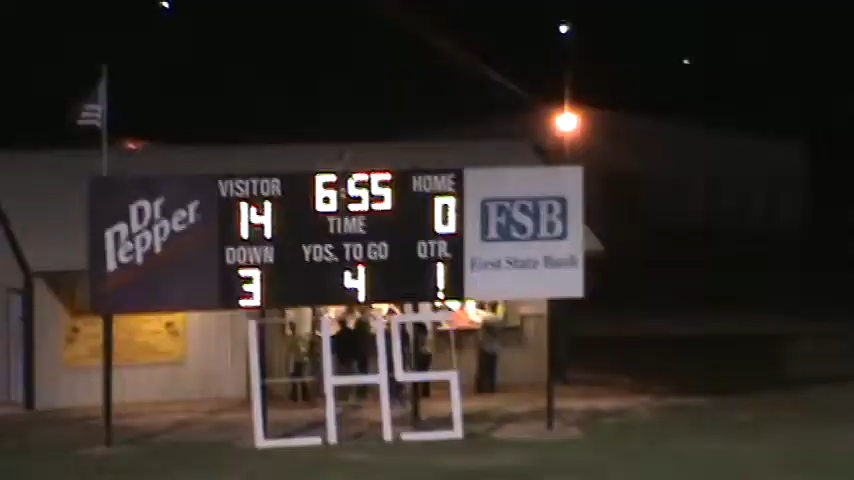 Dr
Pepper
VISITOR 6:55 HOME
14 TIME 0
DOWN YDS. TO GO QTR.
3 4 1
FSB
First State Bank
LHS